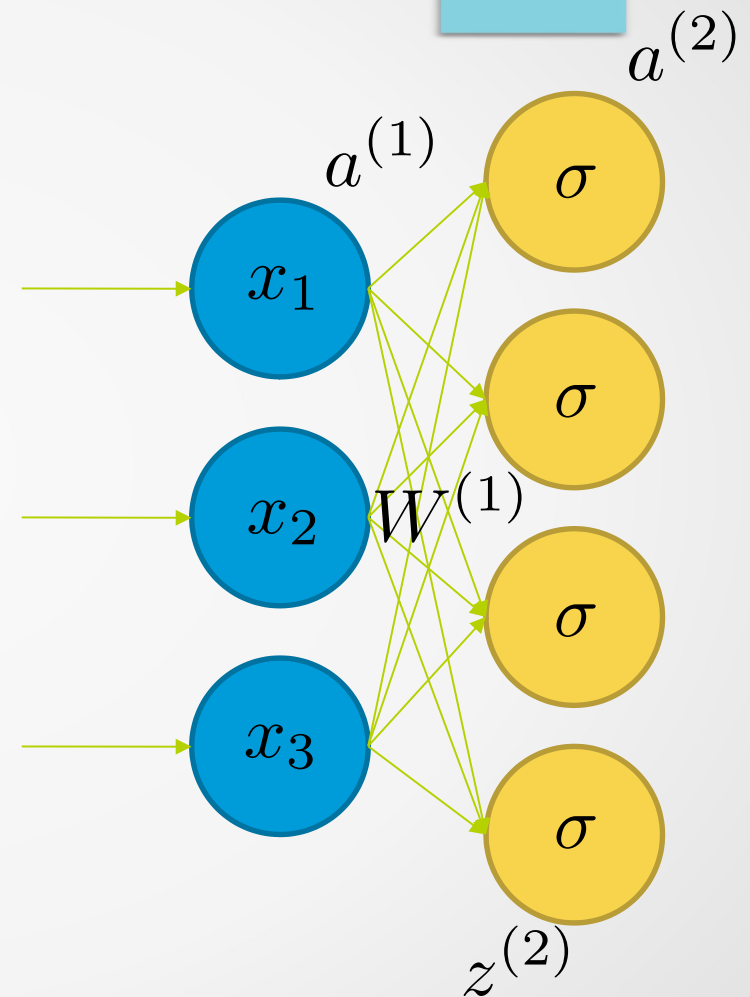 a^{(2)}
a^{(1)}
σ
x_1
σ
W^{(1)}
x_2
σ
x_3
σ
z^{(2)}